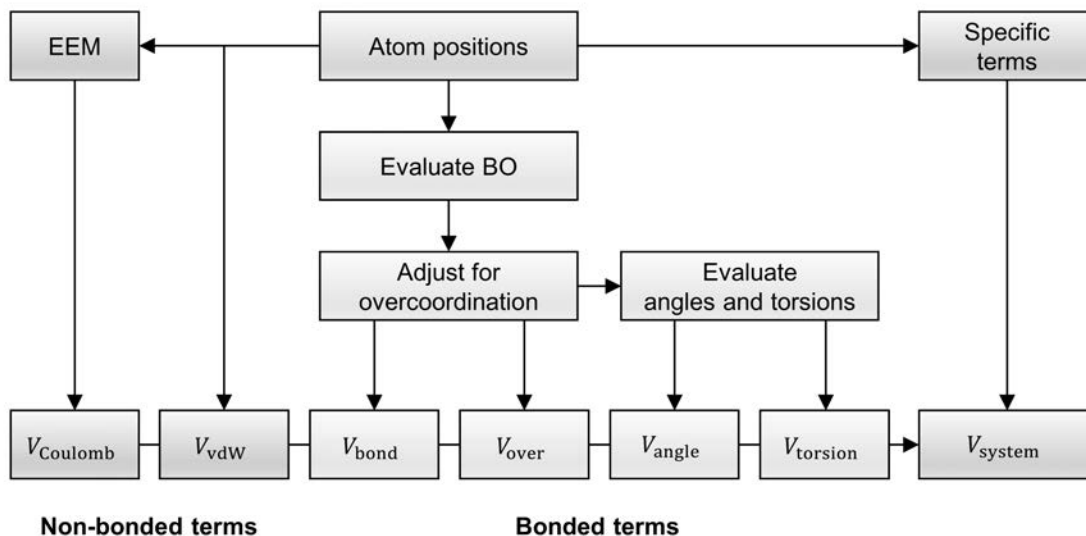 EEM
Atom positions
Specific
terms
Evaluate BO
Adjust for
overcoordination
Evaluate
angles and torsions
V_Coulomb
V_vdW
V_bond
V_over
V_angle
V_torsion
V_system
Non-bonded terms
Bonded terms